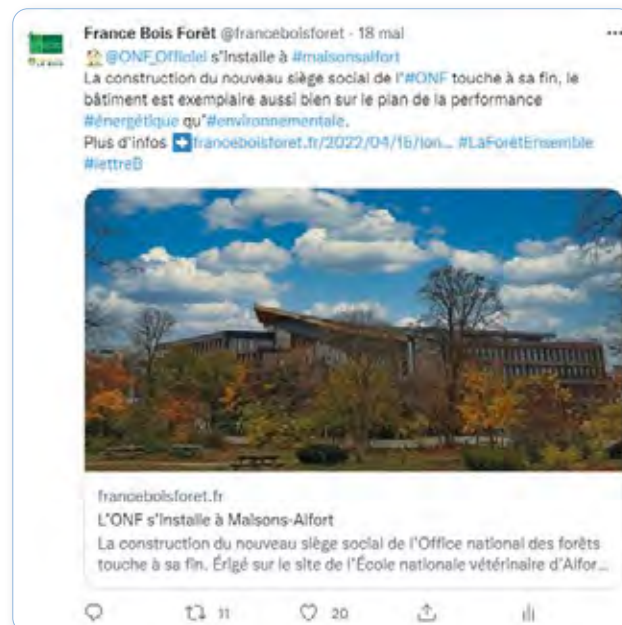 France Bois Forêt @franceboisforet · 18 mai
@ONF_Officiel s'installe à #maisonsalfort
La construction du nouveau siège social de l'#ONF touche à sa fin, le
bâtiment est exemplaire aussi bien sur le plan de la performance
#énergétique qu'#environnementale.
Plus d'infos franceboisforet.fr/2022/04/15/lon... #LaForêtEnsemble
#lettreB
franceboisforet.fr
L'ONF s'installe à Maisons-Alfort
La construction du nouveau siège social de l'Office national des forêts
touche à sa fin. Érigé sur le site de l'École nationale vétérinaire d'Alfor...
11 20